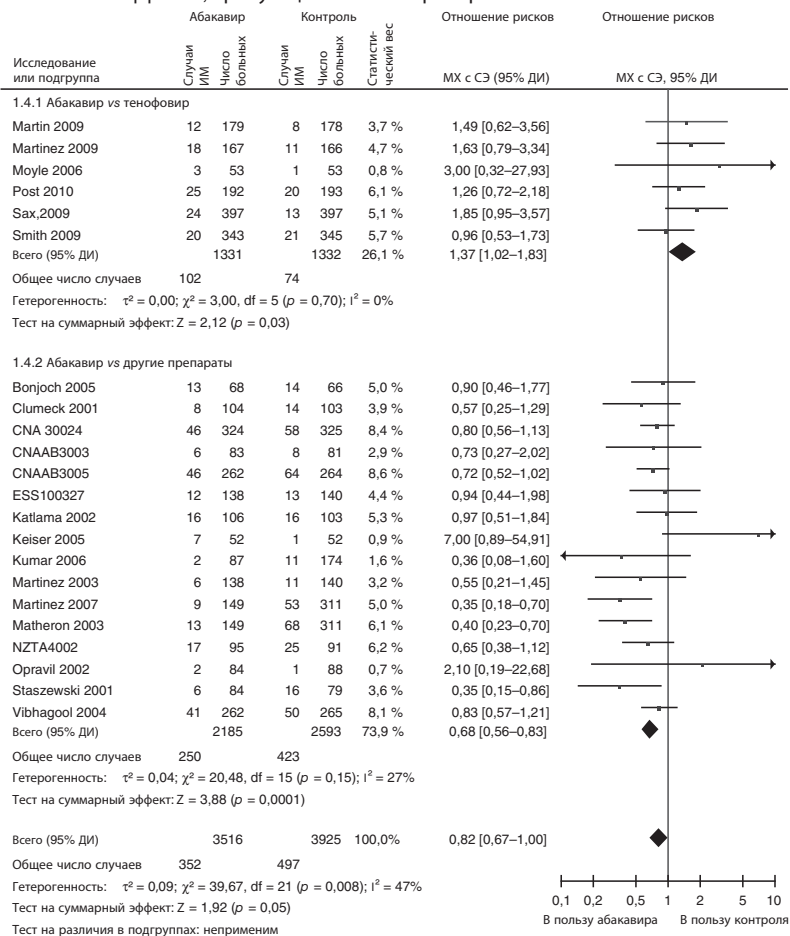 Абакавир Контроль Отношение рисков Отношение рисков
Исследование или подгруппа Случаи ИМ Число больных Случаи ИМ Число больных Статисти-ческий вес МХ с СЭ (95% ДИ) МХ с СЭ, 95% ДИ
1.4.1 Абакавир vs тенофовир
Martin 2009 12 179 8 178 3,7 % 1,49 [0,62–3,56]
Martinez 2009 18 167 11 166 4,7 % 1,63 [0,79–3,34]
Moyle 2006 3 53 1 53 0,8 % 3,00 [0,32–27,93]
Post 2010 25 192 20 193 6,1 % 1,26 [0,72–2,18]
Sax,2009 24 397 13 397 5,1 % 1,85 [0,95–3,57]
Smith 2009 20 343 21 345 5,7 % 0,96 [0,53–1,73]
Всего (95% ДИ) 1331 1332 26,1 % 1,37 [1,02–1,83]
Общее число случаев 102 74
Гетерогенность: τ² = 0,00; χ² = 3,00, df = 5 (p = 0,70); I² = 0%
Тест на суммарный эффект: Z = 2,12 (p = 0,03)
1.4.2 Абакавир vs другие препараты
Bonjoch 2005 13 68 14 66 5,0 % 0,90 [0,46–1,77]
Clumeck 2001 8 104 14 103 3,9 % 0,57 [0,25–1,29]
CNA 30024 46 324 58 325 8,4 % 0,80 [0,56–1,13]
CNAAB3003 6 83 8 81 2,9 % 0,73 [0,27–2,02]
CNAAB3005 46 262 64 264 8,6 % 0,72 [0,52–1,02]
ESS100327 12 138 13 140 4,4 % 0,94 [0,44–1,98]
Katlama 2002 16 106 16 103 5,3 % 0,97 [0,51–1,84]
Keiser 2005 7 52 1 52 0,9 % 7,00 [0,89–54,91]
Kumar 2006 2 87 11 174 1,6 % 0,36 [0,08–1,60]
Martinez 2003 6 138 11 140 3,2 % 0,55 [0,21–1,45]
Martinez 2007 9 149 53 311 5,0 % 0,35 [0,18–0,70]
Matheron 2003 13 149 68 311 6,1 % 0,40 [0,23–0,70]
NZTA4002 17 95 25 91 6,2 % 0,65 [0,38–1,12]
Opravil 2002 2 84 1 88 0,7 % 2,10 [0,19–22,68]
Staszewski 2001 6 84 16 79 3,6 % 0,35 [0,15–0,86]
Vibhagool 2004 41 262 50 265 8,1 % 0,83 [0,57–1,21]
Всего (95% ДИ) 2185 2593 73,9 % 0,68 [0,56–0,83]
Общее число случаев 250 423
Гетерогенность: τ² = 0,04; χ² = 20,48, df = 15 (p = 0,15); I² = 27%
Тест на суммарный эффект: Z = 3,88 (p = 0,0001)
Всего (95% ДИ) 3516 3925 100,0% 0,82 [0,67–1,00]
Общее число случаев 352 497
Гетерогенность: τ² = 0,09; χ² = 39,67, df = 21 (p = 0,008); I² = 47%
Тест на суммарный эффект: Z = 1,92 (p = 0,05)
Тест на различия в подгруппах: неприменим
0,1 0,2 0,5 1 2 5 10
В пользу абакавира В пользу контроля